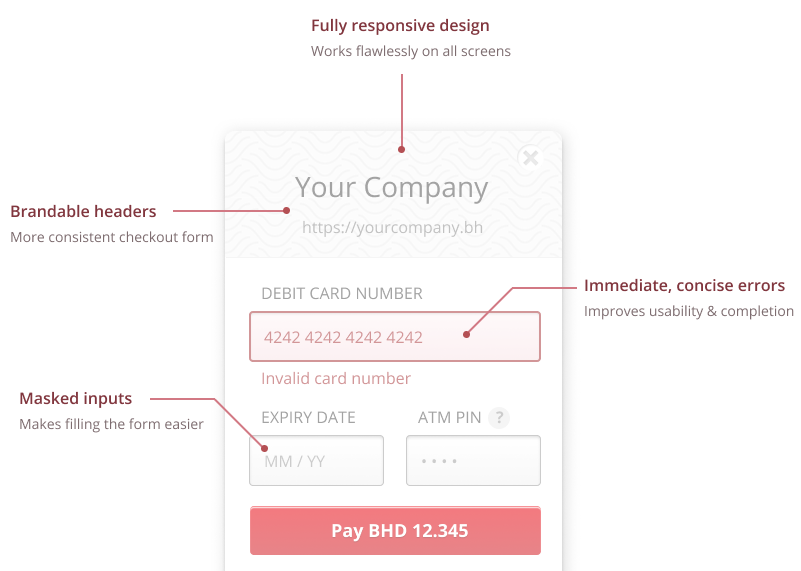 Fully responsive design
Works flawlessly on all screens
Your Company
Brandable headers
More consistent checkout form
https://yourcompany.bh
DEBIT CARD NUMBER
Immediate, concise errors
Improves usability & completion
4242 4242 4242 4242
Invalid card number
Masked inputs
Makes filling the form easier
EXPIRY DATE
ATM PIN ?
MM / YY
••••
Pay BHD 12.345